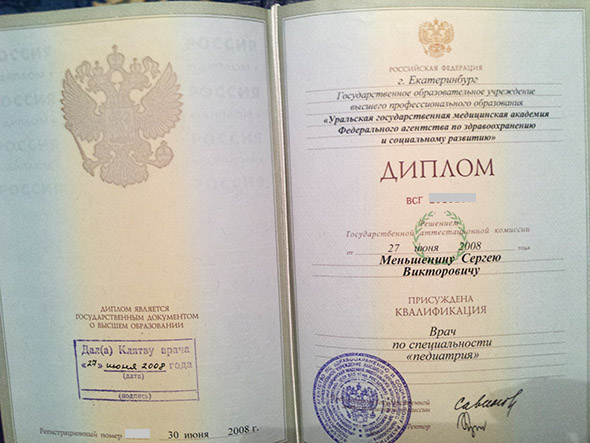 ДИПЛОМ ЯВЛЯЕТСЯ
ГОСУДАРСТВЕННЫМ ДОКУМЕНТОМ
О ВЫСШЕМ ОБРАЗОВАНИИ
Дал(а) Клятву врача
«27» июня 2008 года
(дата)
(подпись)
Регистрационный номер 30 июня 2008 г.
РОССИЙСКАЯ ФЕДЕРАЦИЯ
г. Екатеринбург
Государственное образовательное учреждение
высшего профессионального образования
«Уральская государственная медицинская академия
Федерального агентства по здравоохранению
и социальному развитию»
ДИПЛОМ
ВСГ
Решением
Государственной аттестационной комиссии
от 27 июня 2008 года
Меньшенину Сергею
Викторовичу
ПРИСУЖДЕНА
КВАЛИФИКАЦИЯ
Врач
по специальности
«педиатрия»